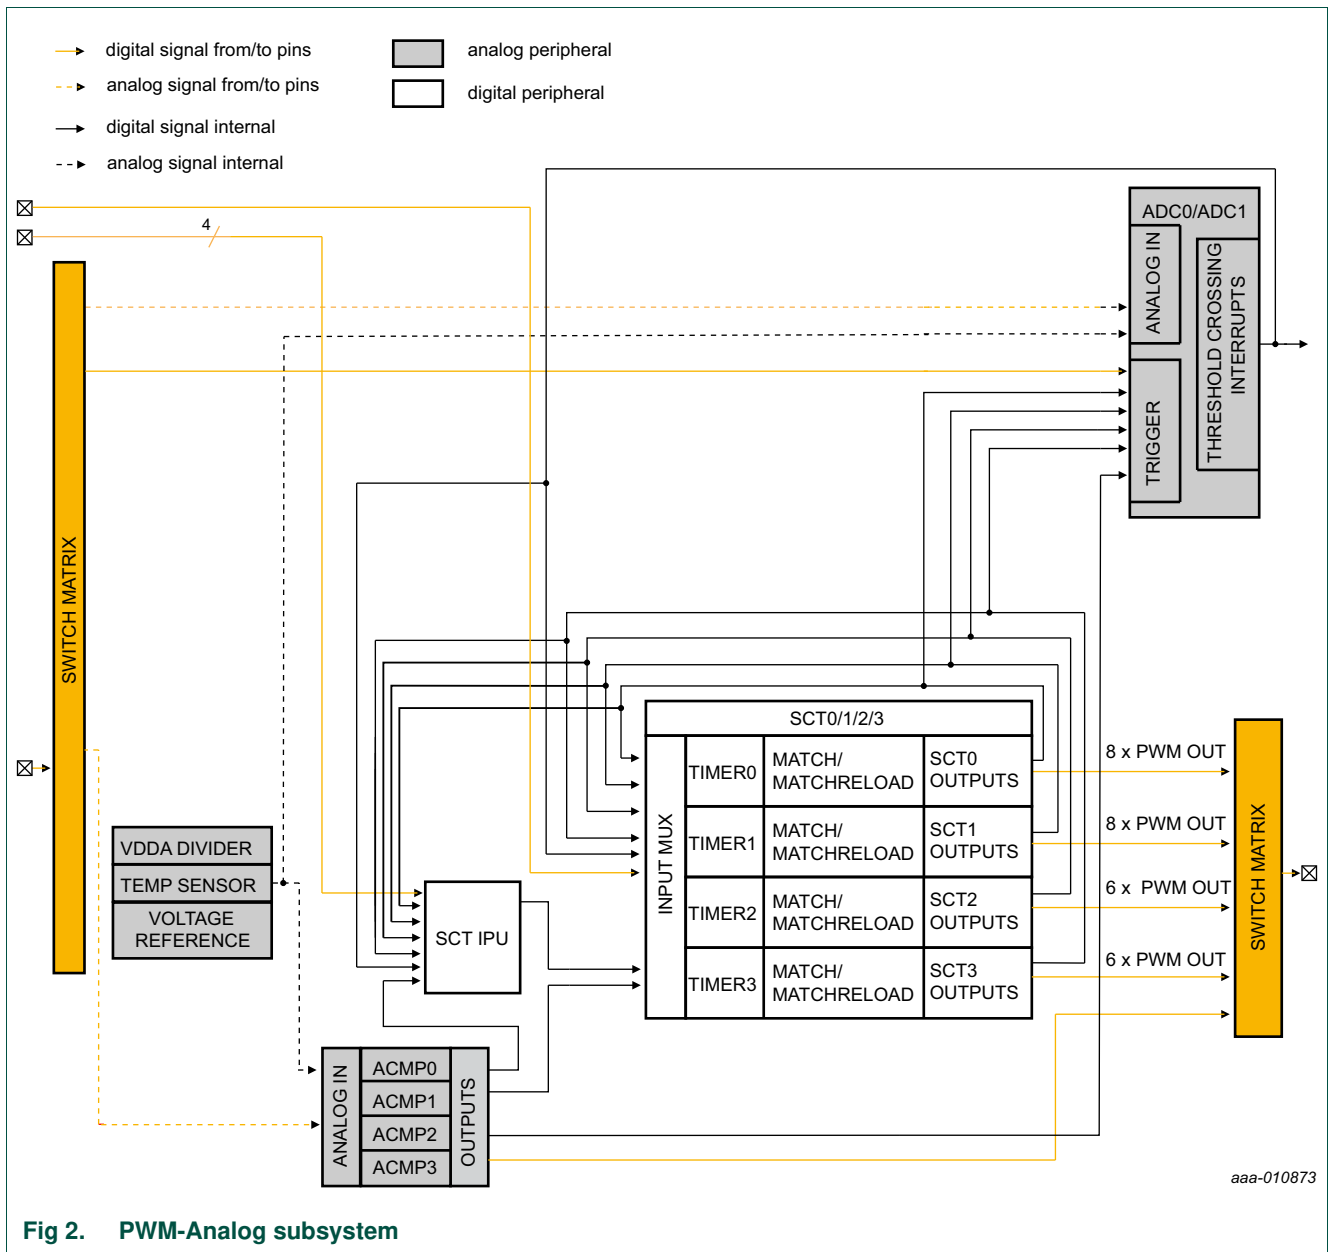 digital signal from/to pins
analog signal from/to pins
digital signal internal
analog signal internal
analog peripheral
digital peripheral
4
SWITCH MATRIX
ADC0/ADC1
ANALOG IN
TRIGGER
THRESHOLD CROSSING
INTERRUPTS
VDDA DIVIDER
TEMP SENSOR
VOLTAGE
REFERENCE
SCT IPU
SCT0/1/2/3
INPUT MUX
TIMER0
MATCH/
MATCHRELOAD
SCT0
OUTPUTS
TIMER1
MATCH/
MATCHRELOAD
SCT1
OUTPUTS
TIMER2
MATCH/
MATCHRELOAD
SCT2
OUTPUTS
TIMER3
MATCH/
MATCHRELOAD
SCT3
OUTPUTS
8 x PWM OUT
8 x PWM OUT
6 x PWM OUT
6 x PWM OUT
SWITCH MATRIX
ANALOG IN
ACMP0
ACMP1
ACMP2
ACMP3
OUTPUTS
aaa-010873
Fig 2. PWM-Analog subsystem